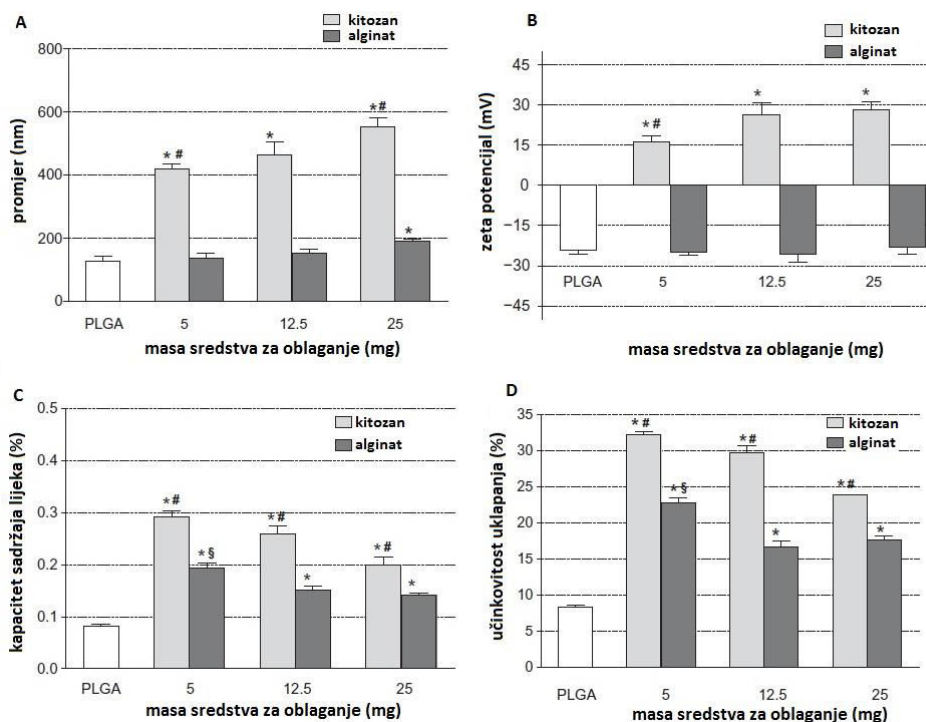 A
kitozan
alginat
promjer (nm)
800
600
400
200
0
* #
*
* #
*
PLGA 5 12.5 25
masa sredstva za oblaganje (mg)
B
kitozan
alginat
zeta potencijal (mV)
45
30
15
0
−15
−30
−45
* #
*
*
PLGA 5 12.5 25
masa sredstva za oblaganje (mg)
C
kitozan
alginat
kapacitet sadržaja lijeka (%)
0.5
0.4
0.3
0.2
0.1
0.0
* #
* §
* #
*
* #
*
PLGA 5 12.5 25
masa sredstva za oblaganje (mg)
D
kitozan
alginat
učinkovitost uklapanja (%)
35
30
25
20
15
10
5
0
* #
* §
* #
*
* #
*
PLGA 5 12.5 25
masa sredstva za oblaganje (mg)